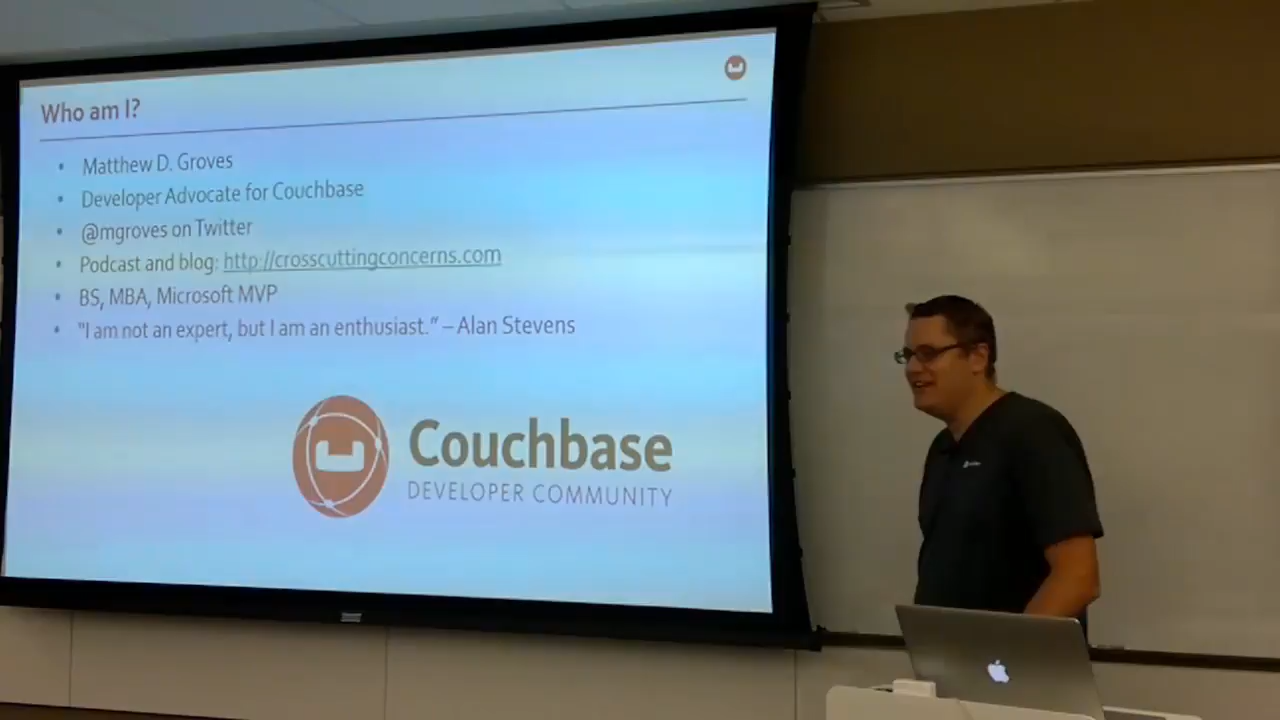 Who am I?
• Matthew D. Groves
• Developer Advocate for Couchbase
• @mgroves on Twitter
• Podcast and blog: http://crosscuttingconcerns.com
• BS, MBA, Microsoft MVP
• "I am not an expert, but I am an enthusiast." – Alan Stevens
Couchbase
DEVELOPER COMMUNITY